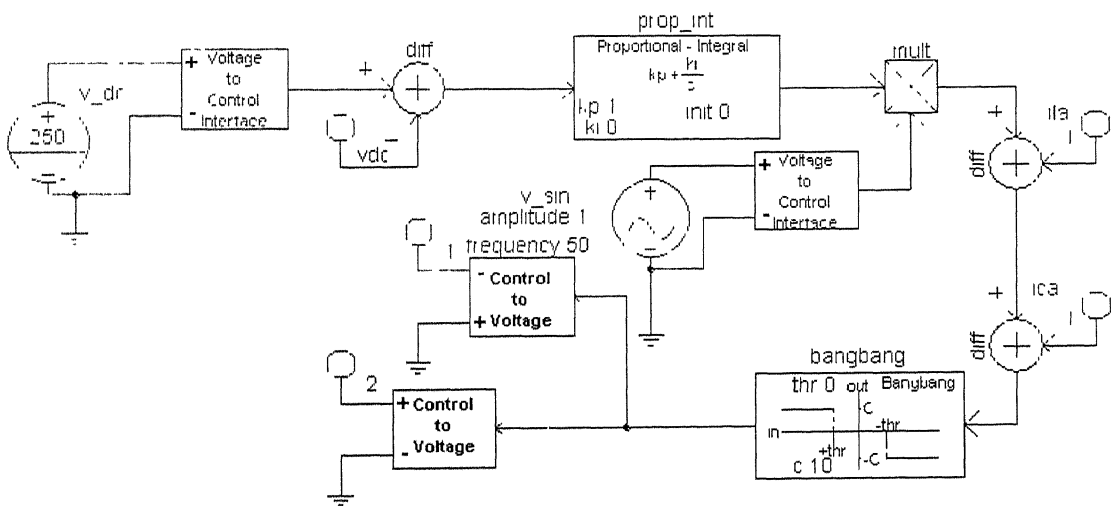 prop_int
Voltage
to
Control
Interface
+
-
v_dr
250
diff
+
-
vdc
Proportional - Integral
kp + ki
s
kp 1
ki 0
init 0
mult
+
ifa
diff
v_sin
amplitude 1
frequency 50
+
-
Voltage
to
Control
Interface
1
-
Control
+
to
Voltage
+
ica
diff
2
+
Control
to
-
Voltage
bangbang
thr 0 out Bangbang
C
-thr
in
+thr
c 10
-C